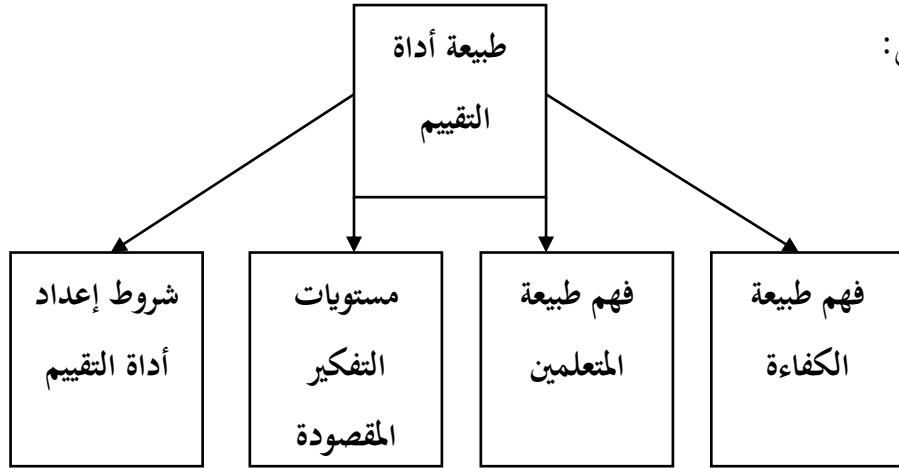 طبيعة أداة
التقييم
فهم طبيعة
الكفاءة
فهم طبيعة
المتعلمين
مستويات
التفكير
المقصودة
شروط إعداد
أداة التقييم